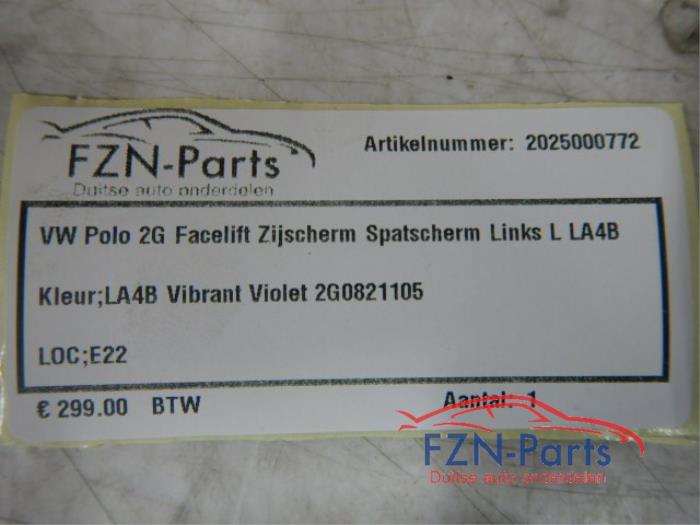 FZN-Parts
Duitse auto onderdelen
Artikelnummer: 2025000772
VW Polo 2G Facelift Zijscherm Spatscherm Links L LA4B
Kleur;LA4B Vibrant Violet 2G0821105
LOC;E22
€ 299.00 BTW
Aantal: 1
FZN-Parts
Duitse auto onderdelen